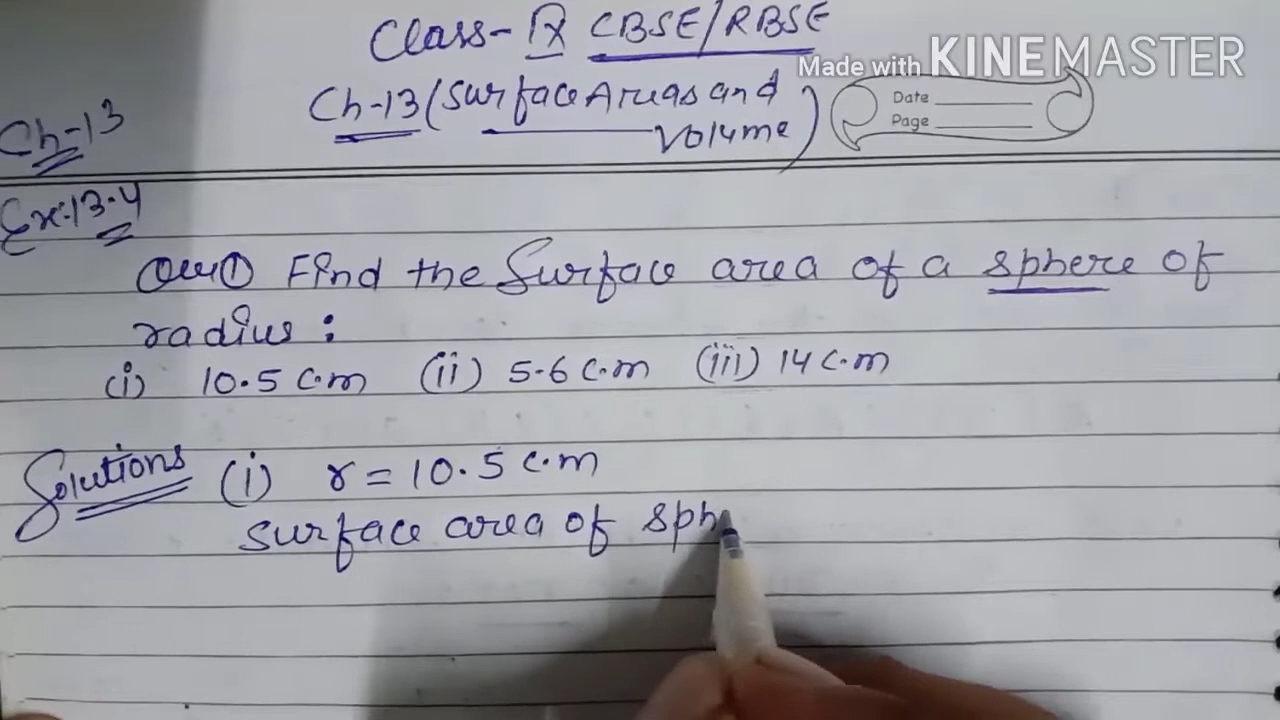 Class-IX CBSE/RBSE
Made with KINEMASTER
Ch-13 (Surface Areas and Volume)
Date
Page
Ch-13
Ex:13.4
Que① Find the Surface area of a sphere of
radius :
(i) 10.5 c.m (ii) 5.6 c.m (iii) 14 c.m
Solutions (i) r = 10.5 c.m
Surface area of sph